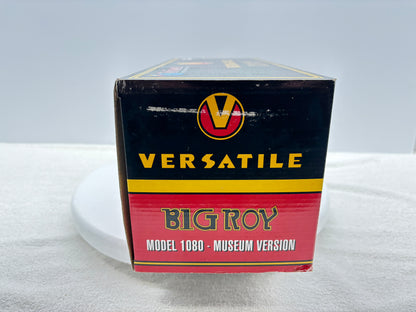 V
VERSATILE
BIG ROY
MODEL 1080 - MUSEUM VERSION